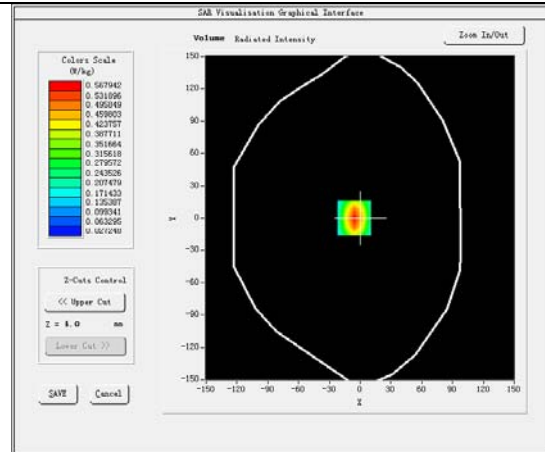 SAR Visualisation Graphical Interface
Volume Radiated Intensity
Zoom In/Out
Colors Scale
(W/kg)
0.567942
0.531896
0.495849
0.459803
0.423757
0.387711
0.351664
0.315618
0.279572
0.243526
0.207479
0.171433
0.135387
0.099341
0.063295
0.027248
Z-Cuts Control
<< Upper Cut
Z = 4.0 mm
Lower Cut >>
SAVE Cancel
150
120
90
60
30
0
-30
-60
-90
-120
-150
Y
-150 -120 -90 -60 -30 0 30 60 90 120 150
X